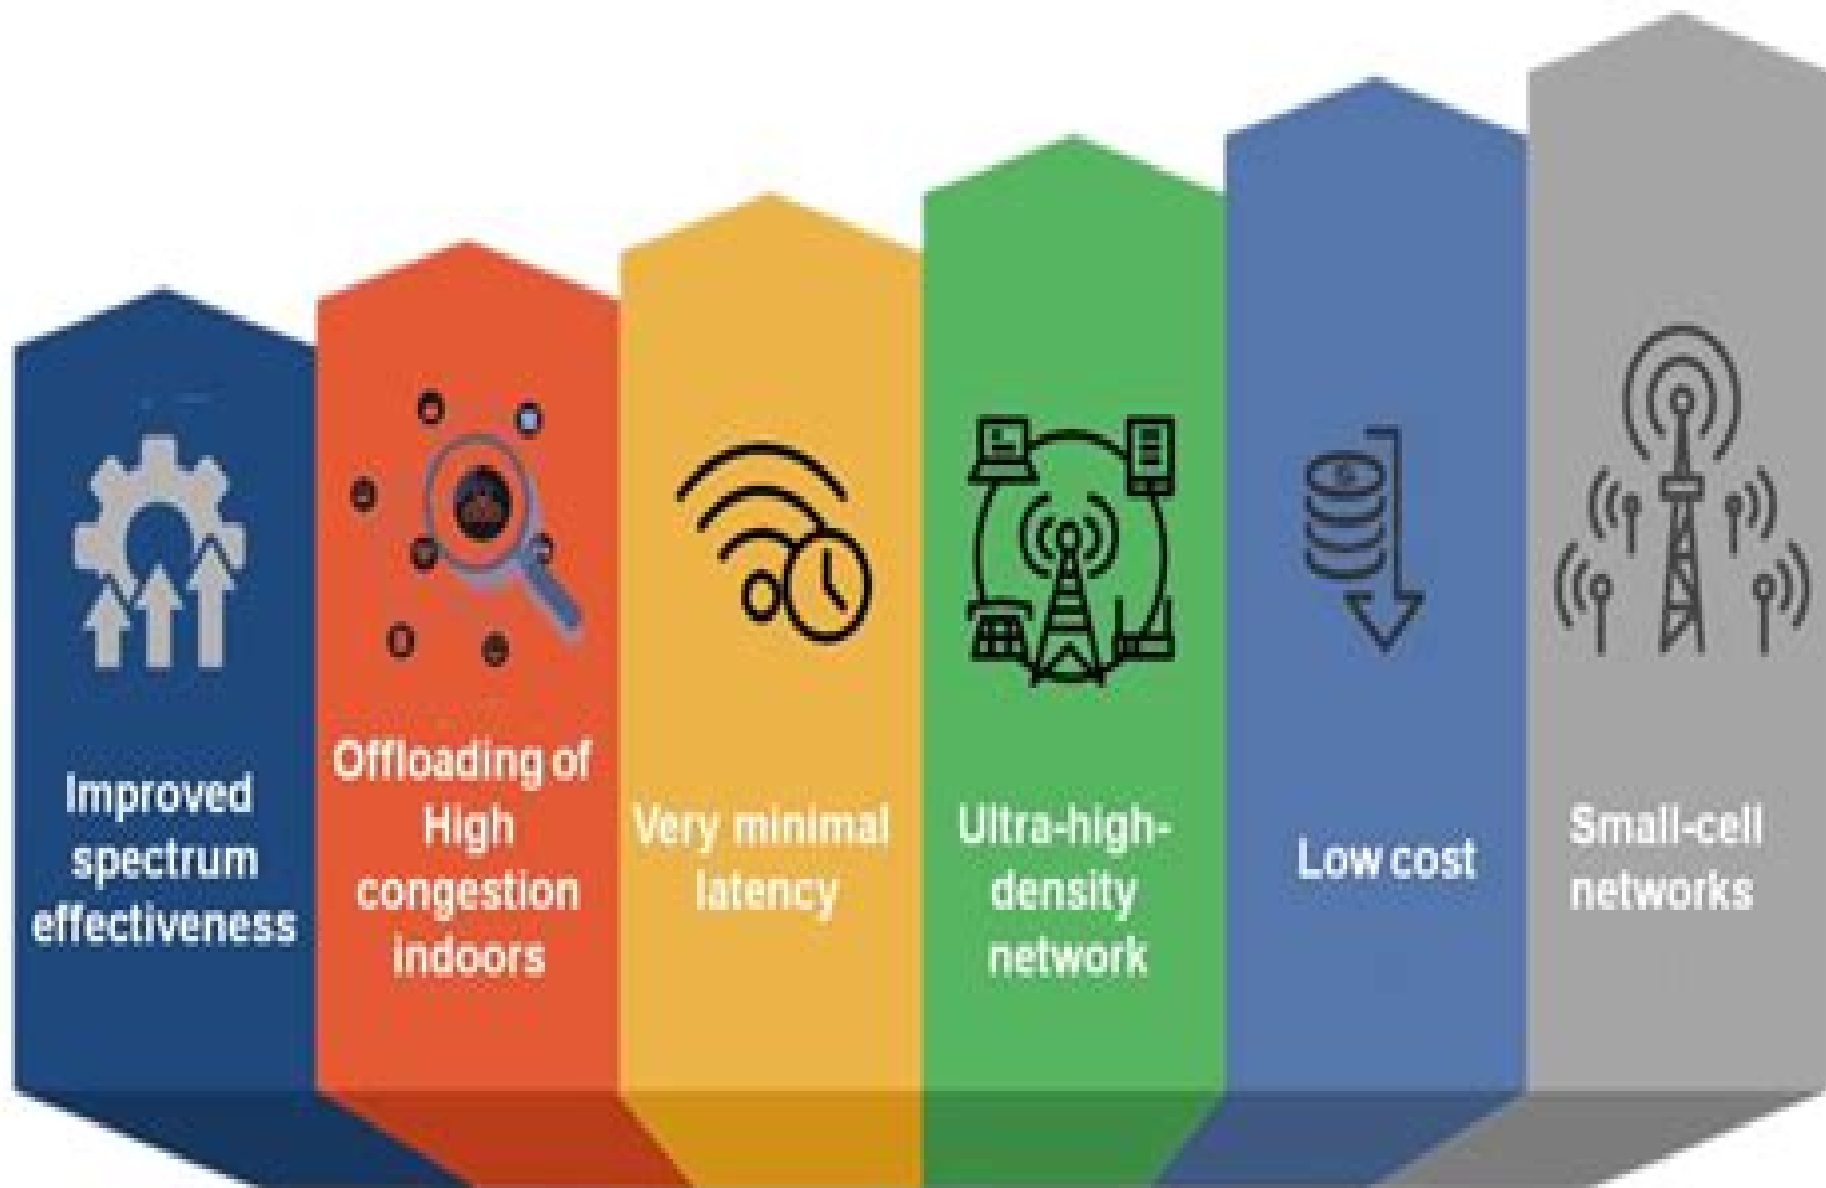 Improved
spectrum
effectiveness
Offloading of
High
congestion
indoors
Very minimal
latency
Ultra-high-
density
network
Low cost
Small-cell
networks